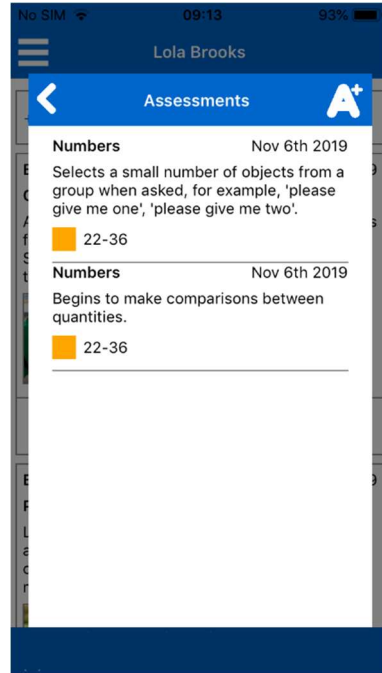 No SIM 09:13 93%
Lola Brooks
Assessments A+
Numbers Nov 6th 2019
Selects a small number of objects from a
group when asked, for example, 'please
give me one', 'please give me two'.
22-36
Numbers Nov 6th 2019
Begins to make comparisons between
quantities.
22-36